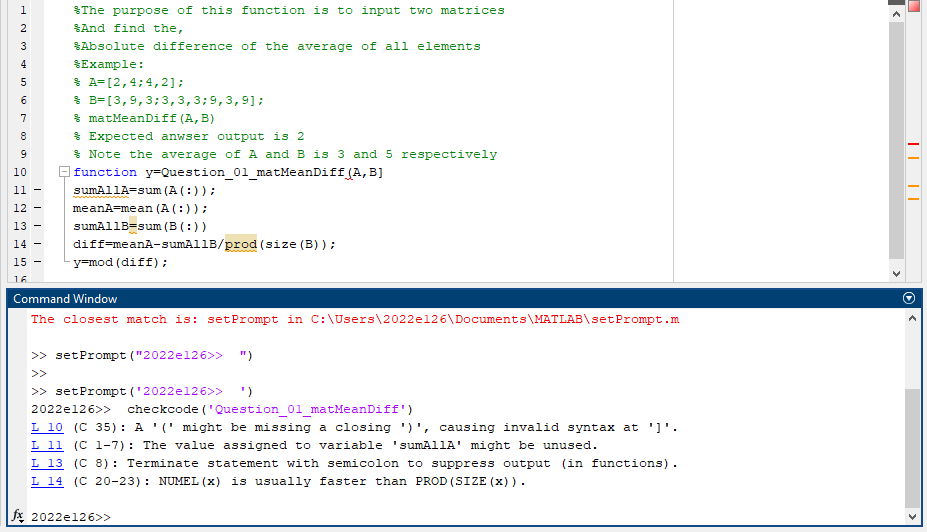 1 %The purpose of this function is to input two matrices
2 %And find the,
3 %Absolute difference of the average of all elements
4 %Example:
5 % A=[2,4;4,2];
6 % B=[3,9,3;3,3,3;9,3,9];
7 % matMeanDiff(A,B)
8 % Expected anwser output is 2
9 % Note the average of A and B is 3 and 5 respectively
10 function y=Question_01_matMeanDiff(A,B]
11 sumAllA=sum(A(:));
12 meanA=mean(A(:));
13 sumAllB=sum(B(:))
14 diff=meanA-sumAllB/prod(size(B));
15 y=mod(diff);
16
Command Window
The closest match is: setPrompt in C:\Users\2022e126\Documents\MATLAB\setPrompt.m
>> setPrompt("2022e126>>  ")
>>
>> setPrompt('2022e126>>  ')
2022e126>>  checkcode('Question_01_matMeanDiff')
L 10 (C 35): A '(' might be missing a closing ')', causing invalid syntax at ']'.
L 11 (C 1-7): The value assigned to variable 'sumAllA' might be unused.
L 13 (C 8): Terminate statement with semicolon to suppress output (in functions).
L 14 (C 20-23): NUMEL(x) is usually faster than PROD(SIZE(x)).
fx 2022e126>>